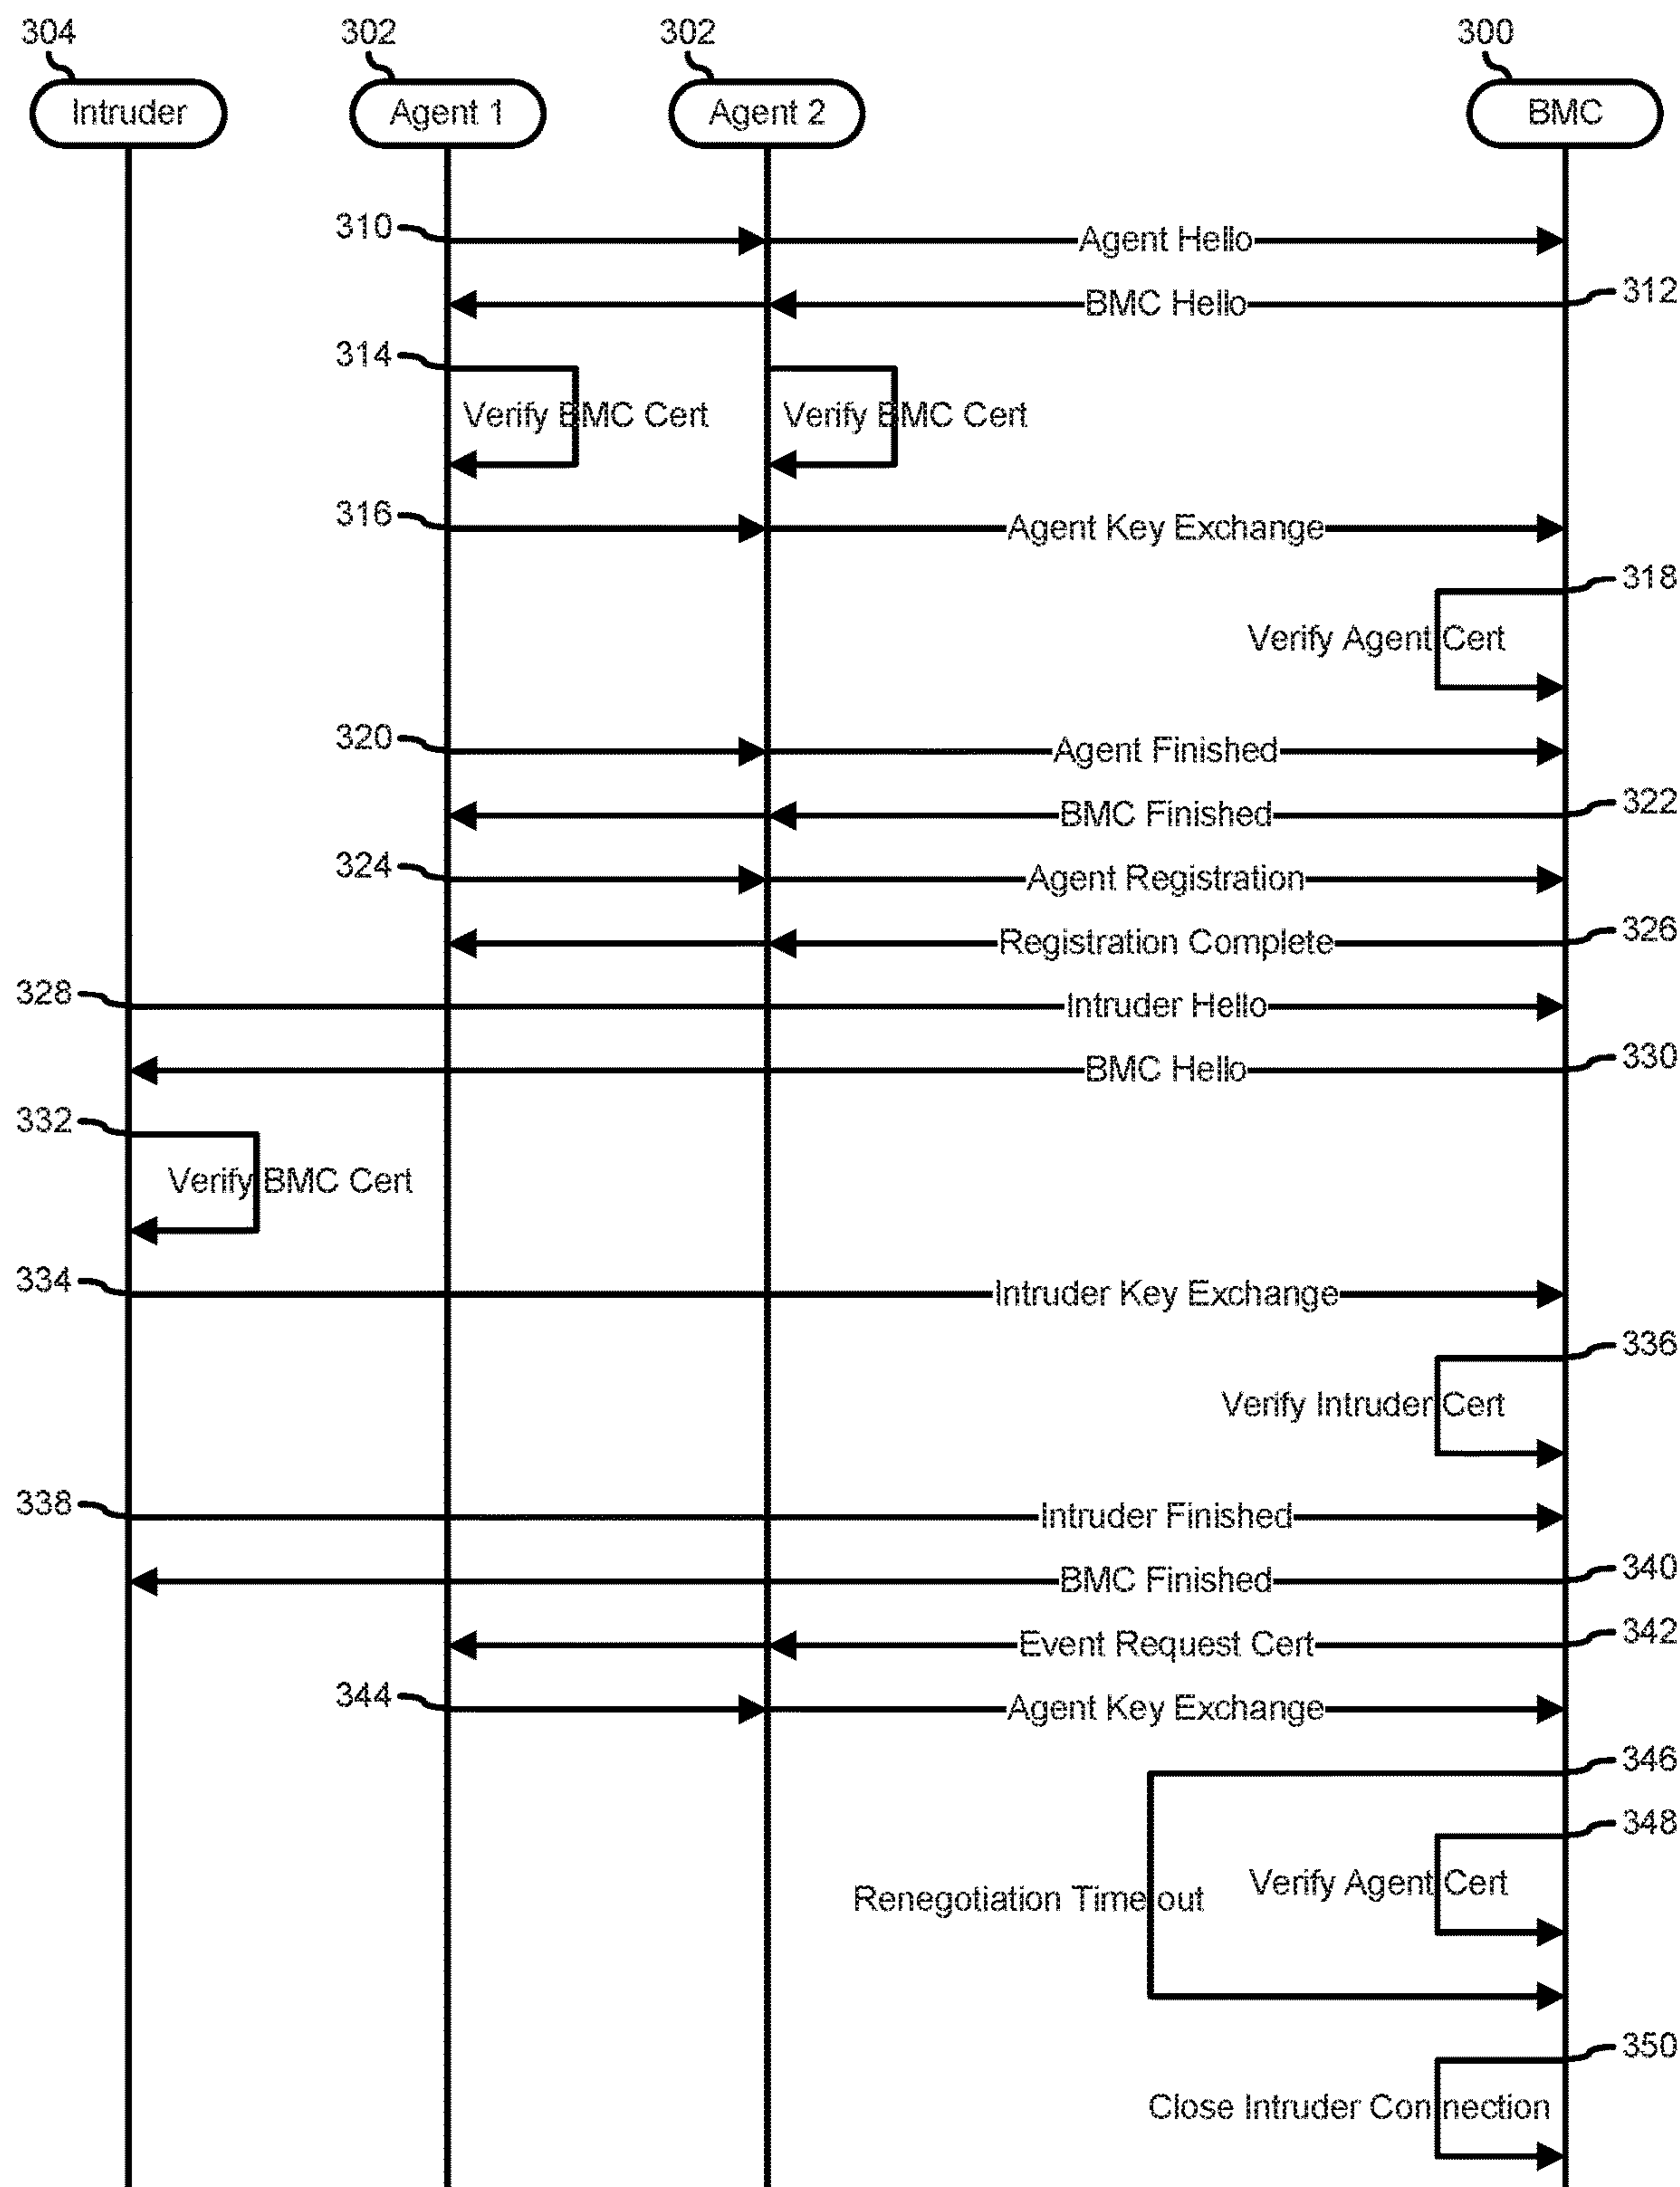 304
302
302
300
Intruder
Agent 1
Agent 2
BMC
310
Agent Hello
BMC Hello
312
314
Verify BMC Cert
Verify BMC Cert
316
Agent Key Exchange
318
Verify Agent Cert
320
Agent Finished
BMC Finished
322
324
Agent Registration
Registration Complete
326
328
Intruder Hello
BMC Hello
330
332
Verify BMC Cert
334
Intruder Key Exchange
336
Verify Intruder Cert
338
Intruder Finished
BMC Finished
340
Event Request Cert
342
344
Agent Key Exchange
346
348
Verify Agent Cert
Renegotiation Timeout
350
Close Intruder Connection